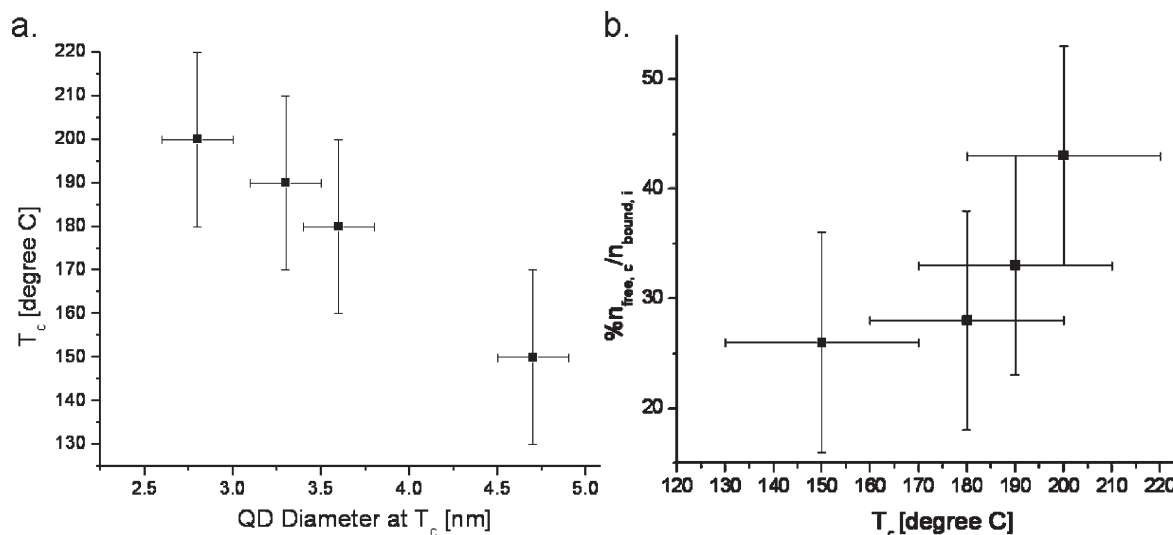 a.
220
210
200
190
180
170
160
150
140
130
T_c [degree C]
2.5 3.0 3.5 4.0 4.5 5.0
QD Diameter at T_c [nm]
b.
50
40
30
20
%n_free, c/n_bound, i
120 130 140 150 160 170 180 190 200 210 220
T_c [degree C]